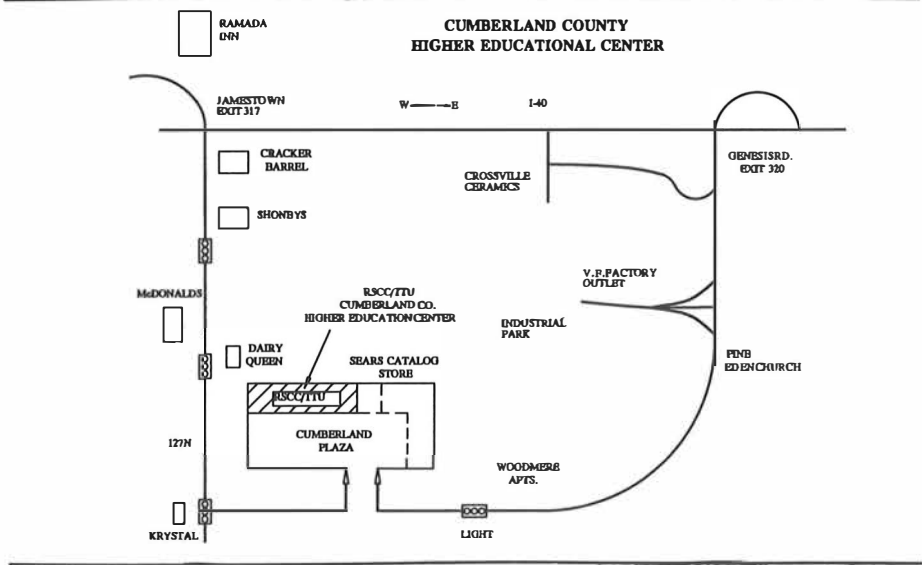 CUMBERLAND COUNTY
HIGHER EDUCATIONAL CENTER
RAMADA
INN
JAMESTOWN
EXIT 317
W E
I-40
CRACKER
BARREL
SHONBYS
CROSSVILLE
CERAMICS
GENESIS RD.
EXIT 320
McDONALDS
V.F. FACTORY
OUTLET
RSCC/TTU
CUMBERLAND CO.
HIGHER EDUCATION CENTER
INDUSTRIAL
PARK
DAIRY
QUEEN
SEARS CATALOG
STORE
PINE
EDEN CHURCH
RSCC/TTU
CUMBERLAND
PLAZA
127N
WOODMERE
APTS.
KRYSTAL
LIGHT